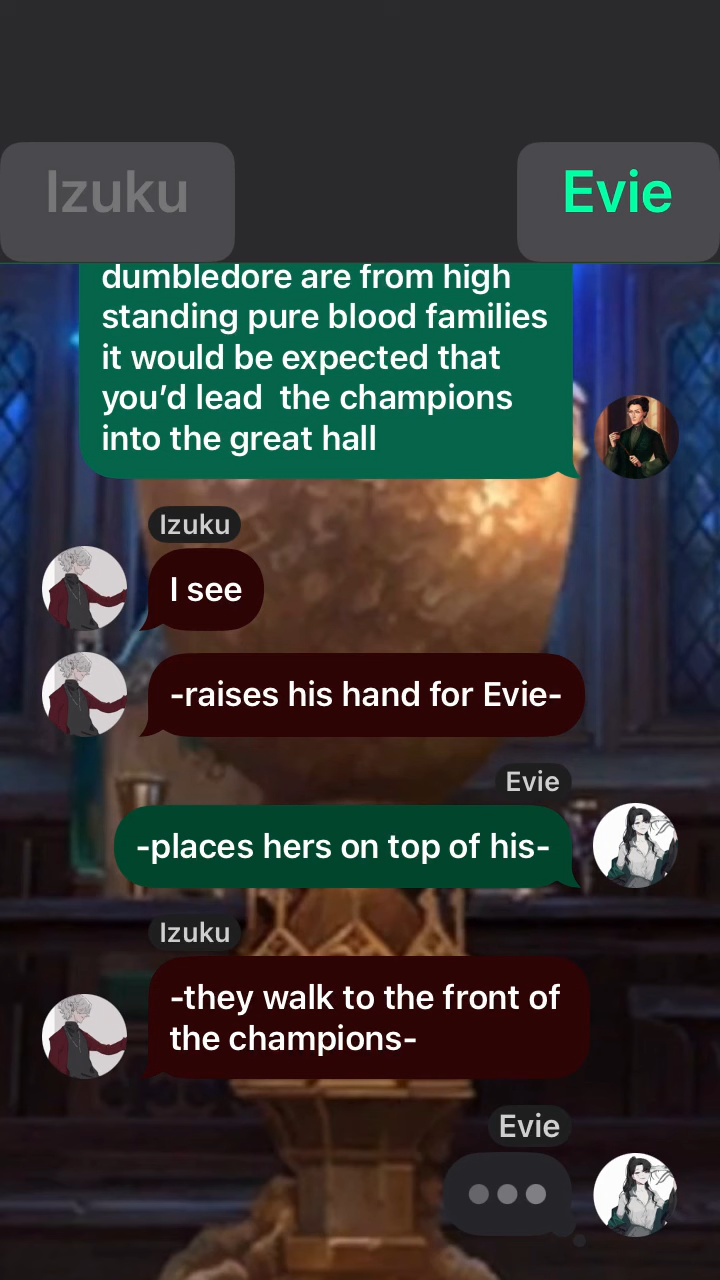 Izuku
Evie
dumbledore are from high
standing pure blood families
it would be expected that
you’d lead  the champions
into the great hall
Izuku
I see
-raises his hand for Evie-
Evie
-places hers on top of his-
Izuku
-they walk to the front of
the champions-
Evie